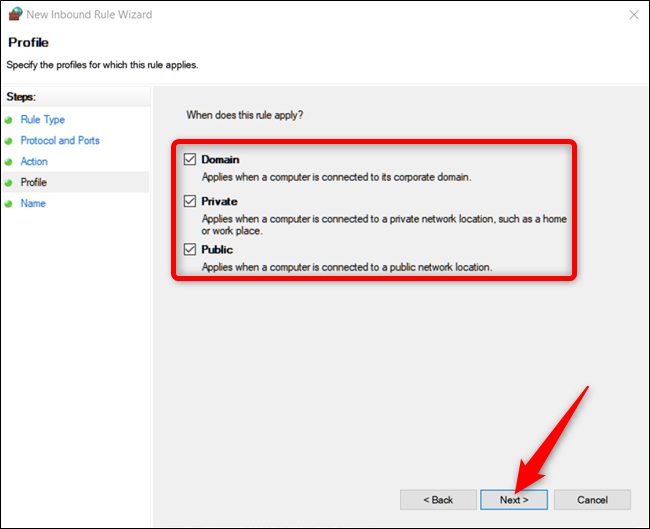 New Inbound Rule Wizard
Profile
Specify the profiles for which this rule applies.
Steps:
Rule Type
Protocol and Ports
Action
Profile
Name
When does this rule apply?
Domain
Applies when a computer is connected to its corporate domain.
Private
Applies when a computer is connected to a private network location, such as a home
or work place.
Public
Applies when a computer is connected to a public network location.
< Back
Next >
Cancel